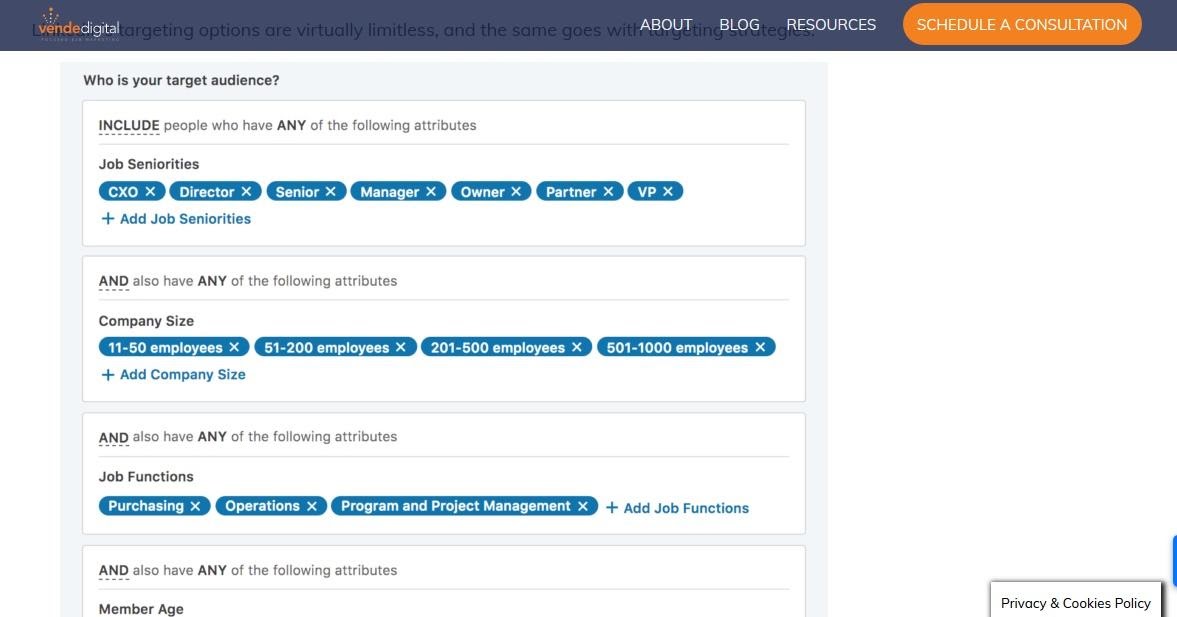 vendedigital
ABOUT BLOG RESOURCES SCHEDULE A CONSULTATION
targeting options are virtually limitless, and the same goes with targeting strategies.
Who is your target audience?
INCLUDE people who have ANY of the following attributes
Job Seniorities
CXO × Director × Senior × Manager × Owner × Partner × VP ×
+ Add Job Seniorities
AND also have ANY of the following attributes
Company Size
11-50 employees × 51-200 employees × 201-500 employees × 501-1000 employees ×
+ Add Company Size
AND also have ANY of the following attributes
Job Functions
Purchasing × Operations × Program and Project Management × + Add Job Functions
AND also have ANY of the following attributes
Member Age
Privacy & Cookies Policy